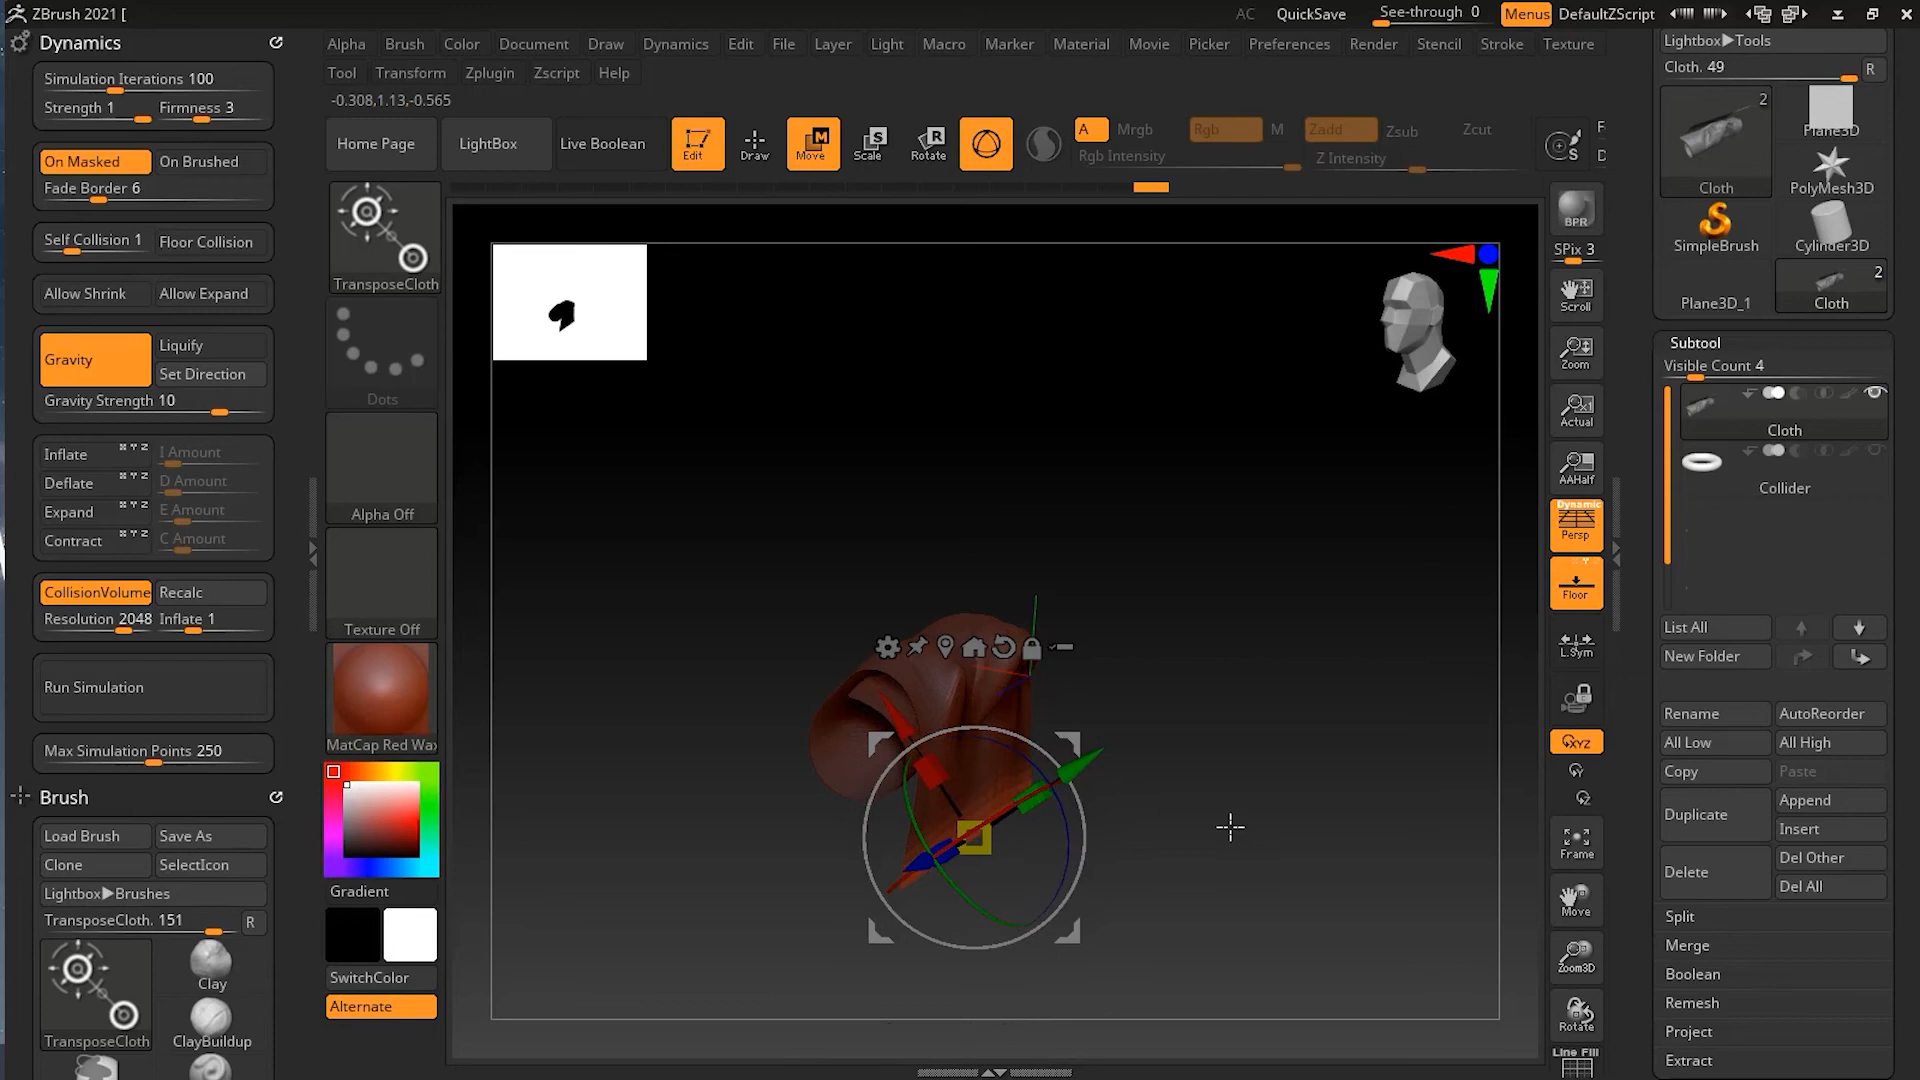 ZBrush 2021 [
AC QuickSave See-through 0 Menus DefaultZScript
Dynamics
Simulation Iterations 100
Strength 1 Firmness 3
On Masked On Brushed
Fade Border 6
Self Collision 1 Floor Collision
Allow Shrink Allow Expand
Gravity Liquify
Set Direction
Gravity Strength 10
Inflate X Y Z I Amount
Deflate X Y Z D Amount
Expand X Y Z E Amount
Contract X Y Z C Amount
CollisionVolume Recalc
Resolution 2048 Inflate 1
Run Simulation
Max Simulation Points 250
Brush
Load Brush Save As
Clone SelectIcon
Lightbox▶Brushes
TransposeCloth. 151 R
Clay
TransposeCloth ClayBuildup
Alpha Brush Color Document Draw Dynamics Edit File Layer Light Macro Marker Material Movie Picker Preferences Render Stencil Stroke Texture
Tool Transform Zplugin Zscript Help
-0.308,1.13,-0.565
Home Page LightBox Live Boolean Edit Draw Move Scale Rotate
A Mrgb Rgb M Zadd Zsub Zcut
Rgb Intensity Z Intensity
F
D
TransposeCloth
Dots
Alpha Off
Texture Off
MatCap Red Wax
Gradient
SwitchColor
Alternate
BPR
SPix 3
Scroll
Zoom
Actual
AAHalf
Dynamic
Persp
Floor
L.Sym
XYZ
Frame
Move
Zoom3D
Rotate
Line Fill
Lightbox▶Tools
Cloth. 49 R
2
Cloth
Plane3D
PolyMesh3D
SimpleBrush Cylinder3D
2
Plane3D_1 Cloth
Subtool
Visible Count 4
Cloth
Collider
List All
New Folder
Rename AutoReorder
All Low All High
Copy Paste
Duplicate Append
Insert
Delete Del Other
Del All
Split
Merge
Boolean
Remesh
Project
Extract